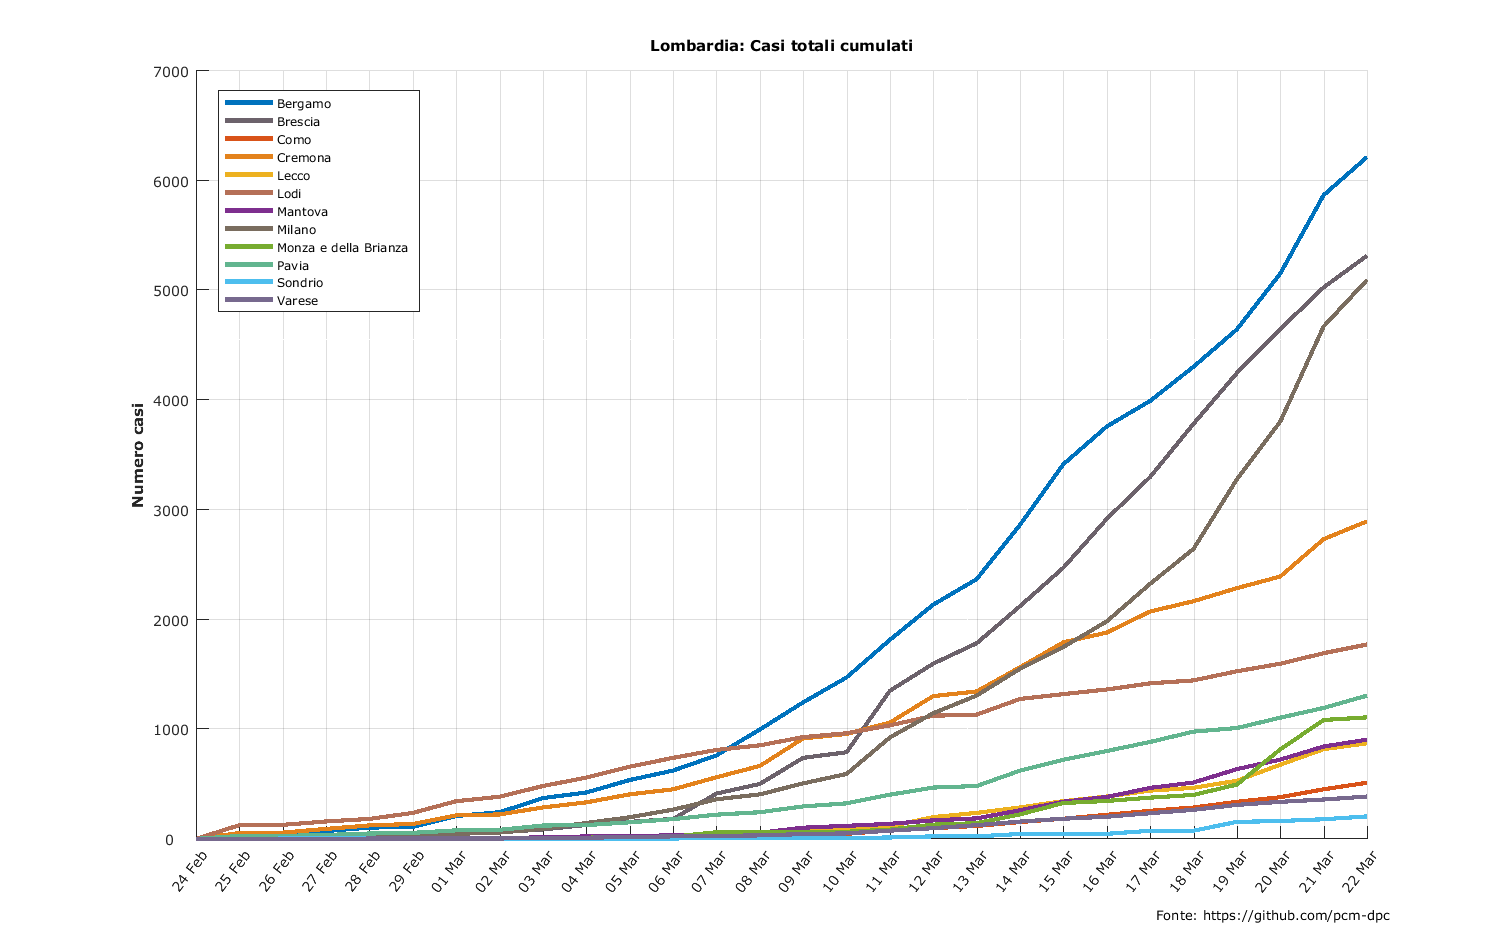 Lombardia: Casi totali cumulati
7000
6000
5000
4000
3000
2000
1000
0
Numero casi
Bergamo
Brescia
Como
Cremona
Lecco
Lodi
Mantova
Milano
Monza e della Brianza
Pavia
Sondrio
Varese
24 Feb
25 Feb
26 Feb
27 Feb
28 Feb
29 Feb
01 Mar
02 Mar
03 Mar
04 Mar
05 Mar
06 Mar
07 Mar
08 Mar
09 Mar
10 Mar
11 Mar
12 Mar
13 Mar
14 Mar
15 Mar
16 Mar
17 Mar
18 Mar
19 Mar
20 Mar
21 Mar
22 Mar
Fonte: https://github.com/pcm-dpc